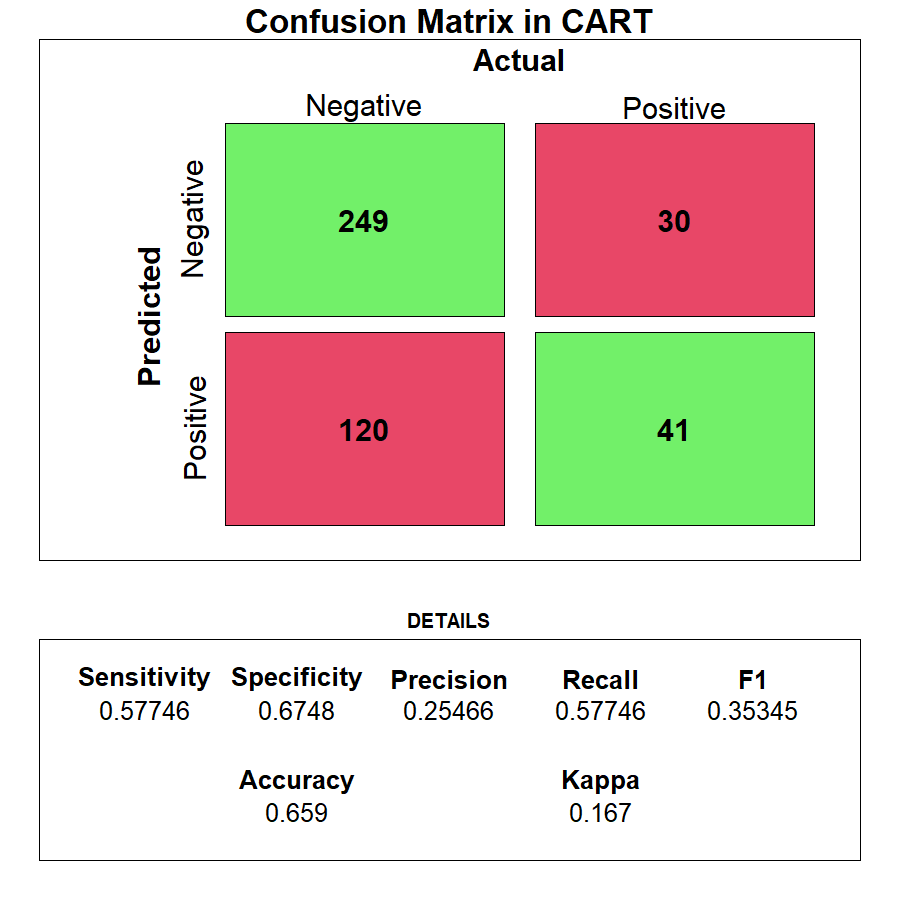 Confusion Matrix in CART
Actual
Negative Positive
Predicted
Negative
249 30
Positive
120 41
DETAILS
Sensitivity Specificity Precision Recall F1
0.57746 0.6748 0.25466 0.57746 0.35345
Accuracy Kappa
0.659 0.167